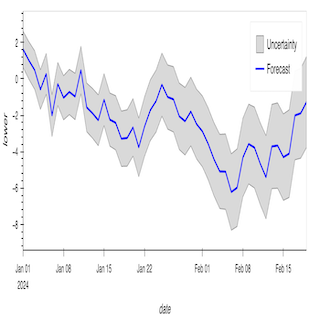 2
0
-2
-4
-6
-8
lower
Uncertainty
Forecast
Jan 01
2024
Jan 08
Jan 15
Jan 22
Feb 01
Feb 08
Feb 15
date